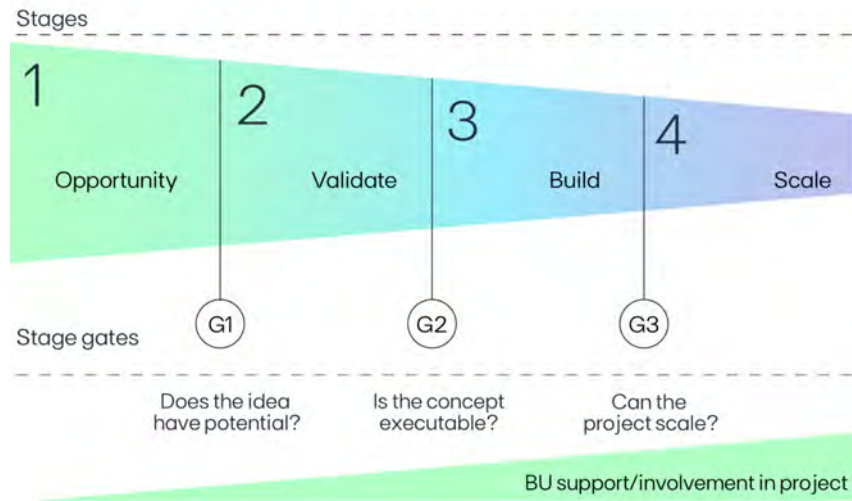 Stages
1
2
3
4
Opportunity
Validate
Build
Scale
G1
G2
G3
Stage gates
Does the idea
have potential?
Is the concept
executable?
Can the
project scale?
BU support/involvement in project